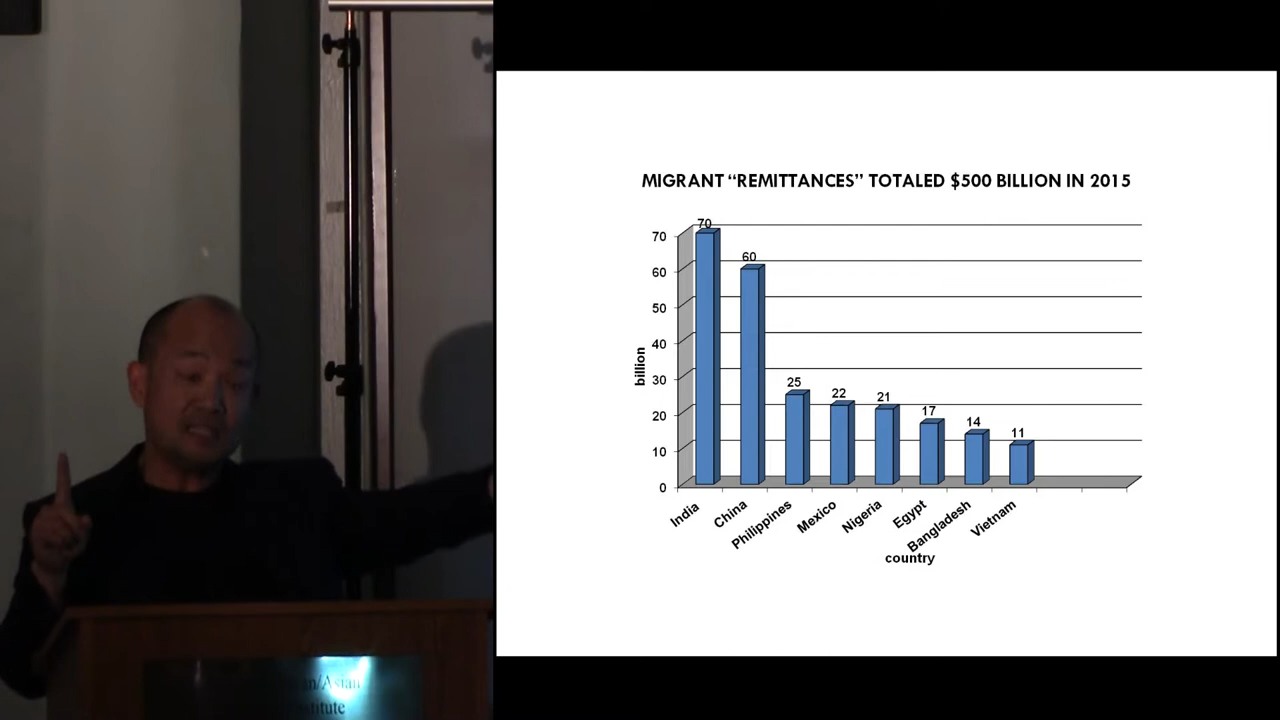 MIGRANT “REMITTANCES” TOTALED $500 BILLION IN 2015
70
60
50
40
30
20
10
0
billion
70
60
25
22
21
17
14
11
India
China
Philippines
Mexico
Nigeria
Egypt
Bangladesh
Vietnam
country